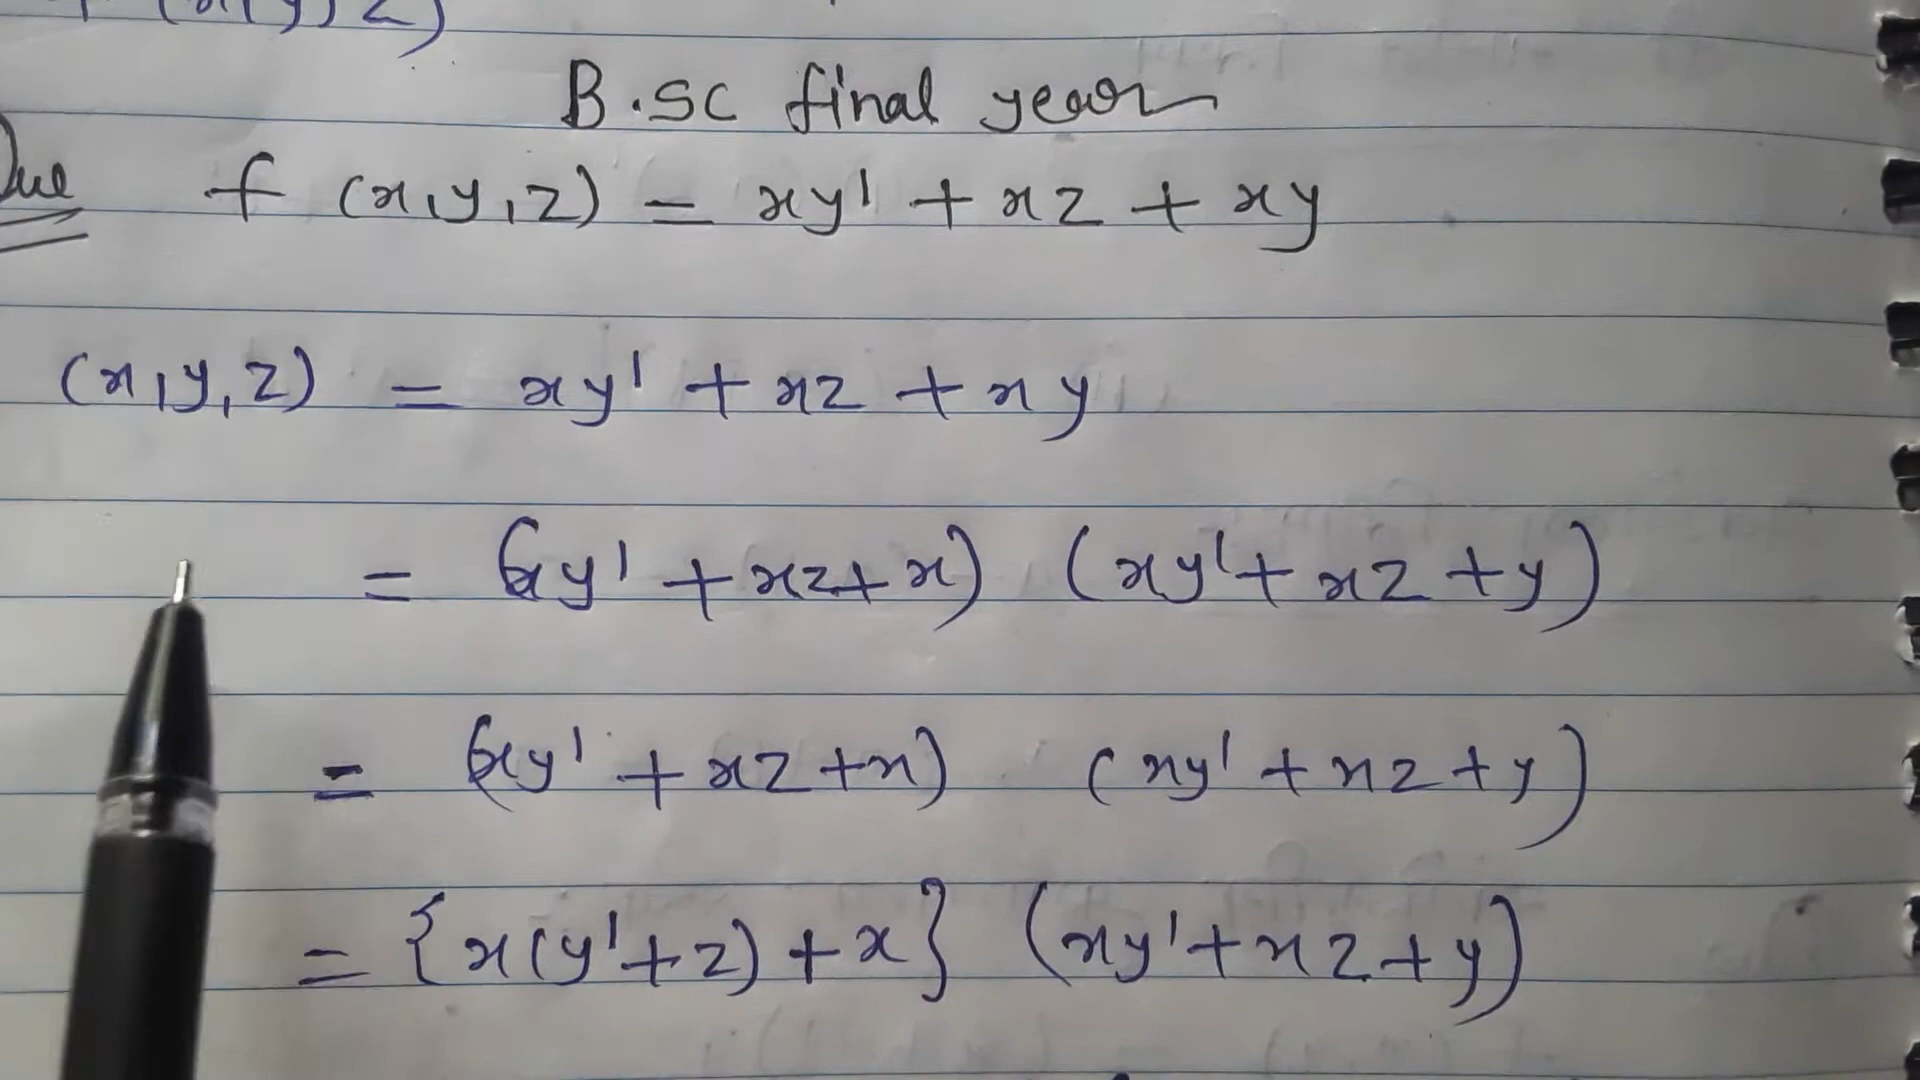 (x,y,z)
B.SC final year
Que f (x,y,z) = xy' + xz + xy
(x,y,z) = xy' + xz + xy
= (xy' + xz + x) (xy' + xz + y)
= (xy' + xz + x) (xy' + xz + y)
= {x(y' + z) + x} (xy' + xz + y)